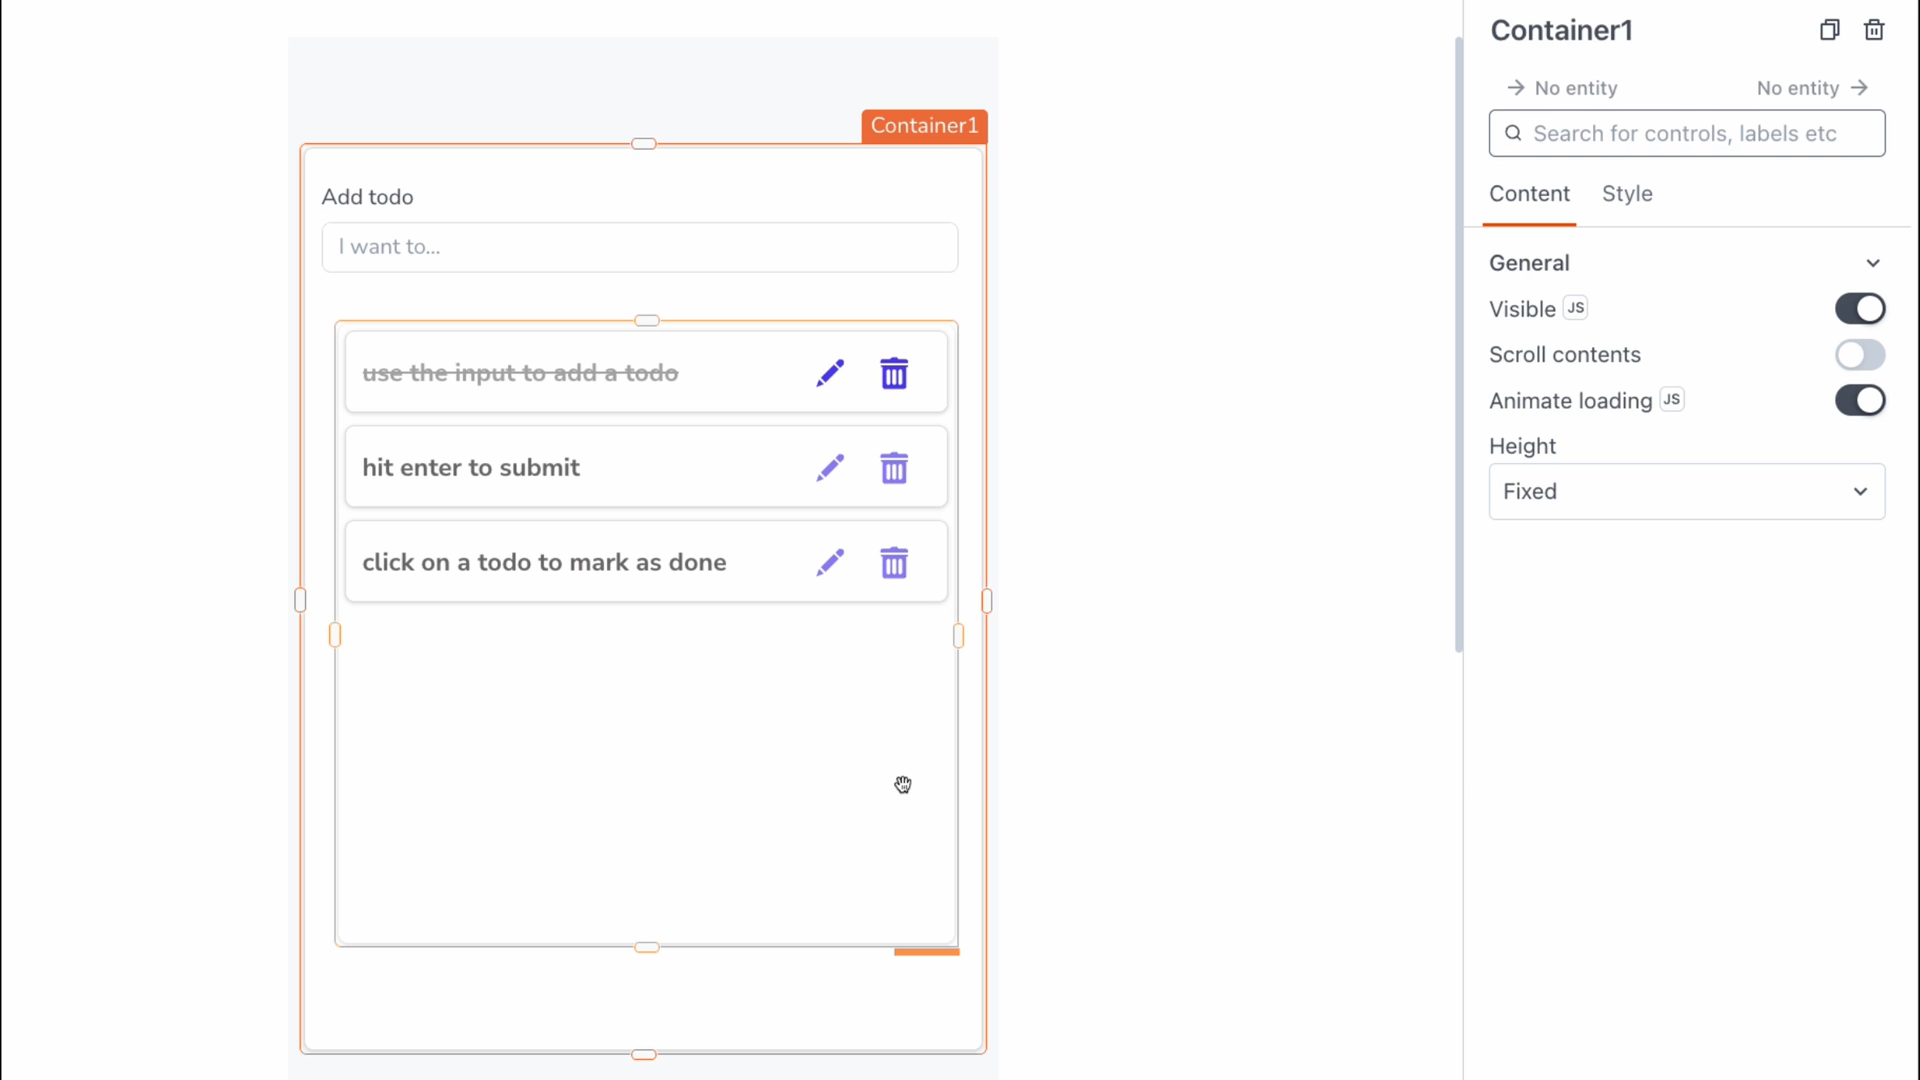 Container1
Add todo
I want to...
use the input to add a todo
hit enter to submit
click on a todo to mark as done
Container1
No entity
No entity
Search for controls, labels etc
Content
Style
General
Visible JS
Scroll contents
Animate loading JS
Height
Fixed